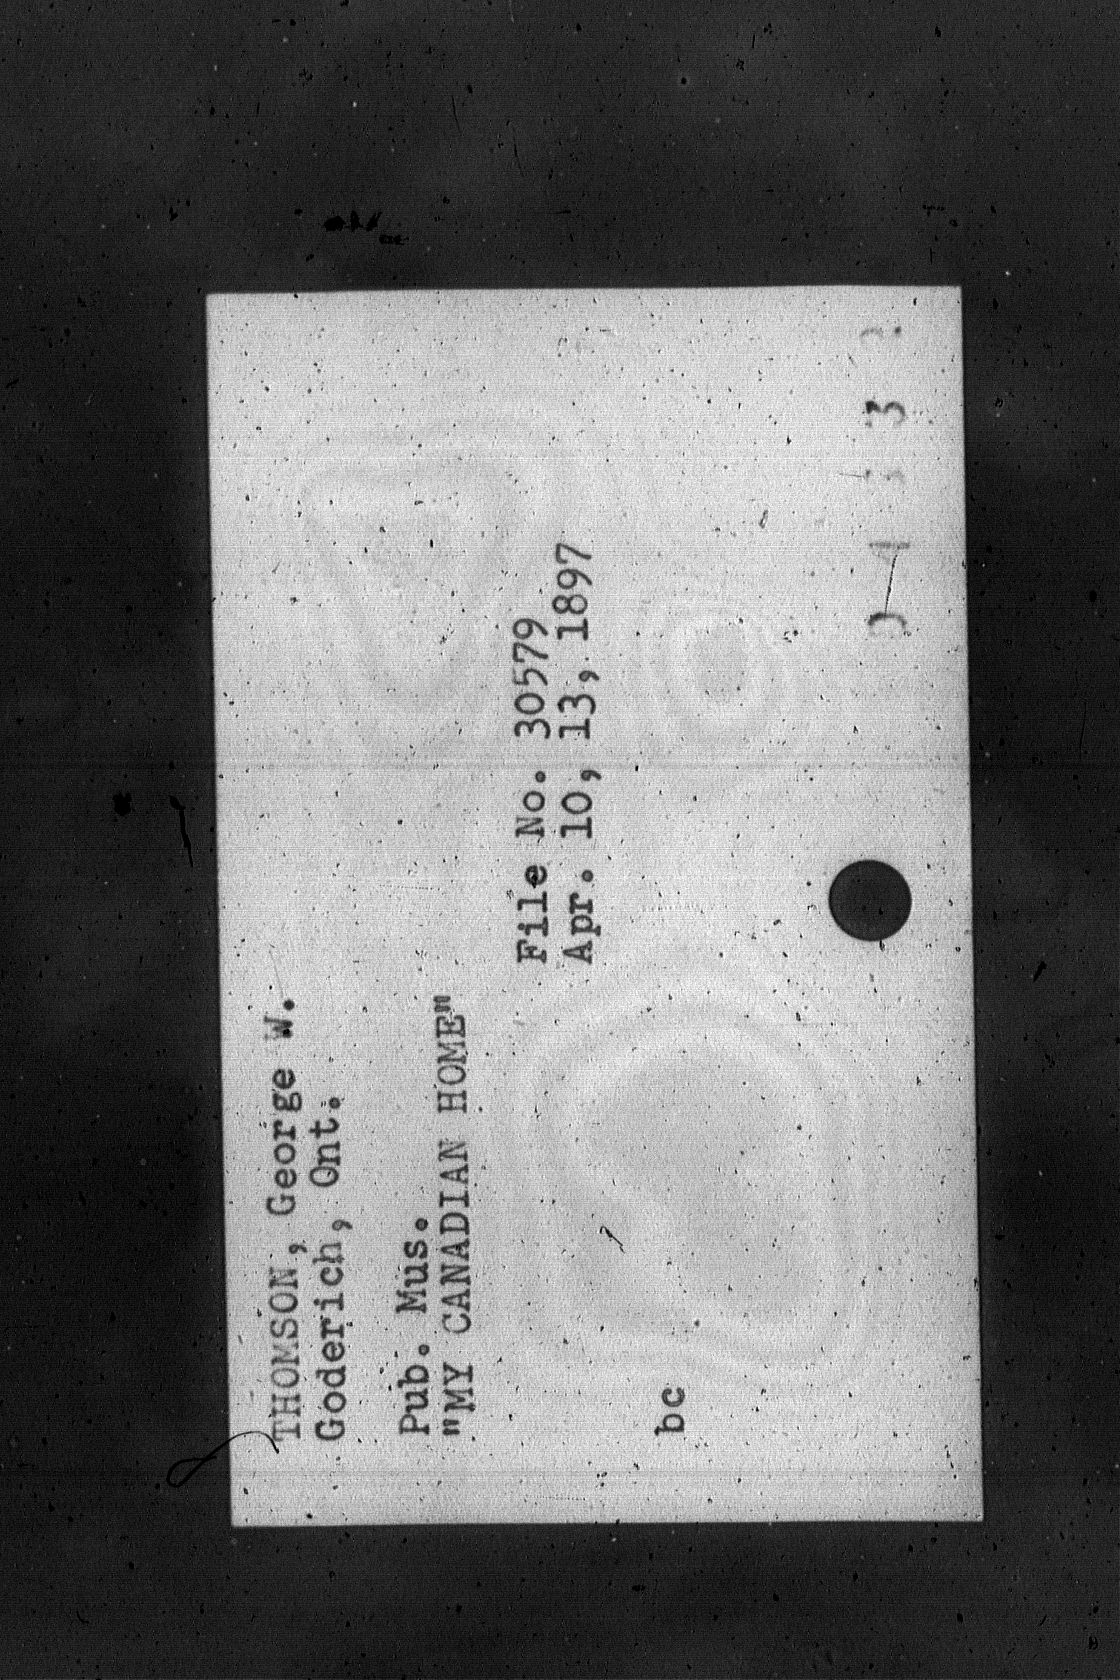 THOMSON, George W.
Goderich, Ont.
Pub. Mus.
"MY CANADIAN HOME"
File No. 30579
Apr. 10, 13, 1897
bc